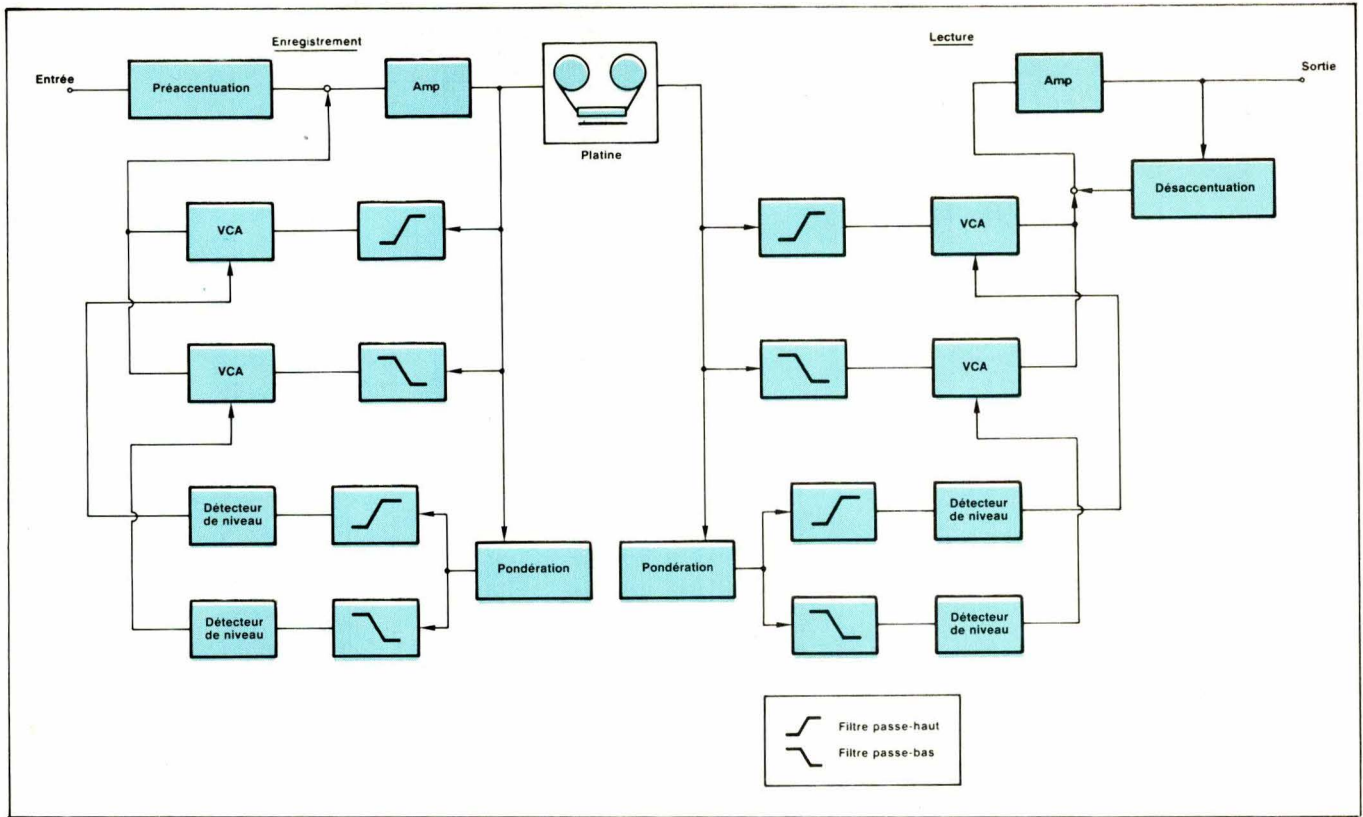 Enregistrement
Lecture
Entrée
Préaccentuation
Amp
Platine
Amp
Sortie
Désaccentuation
VCA
VCA
VCA
VCA
Détecteur
de niveau
Détecteur
de niveau
Pondération
Pondération
Détecteur
de niveau
Détecteur
de niveau
Filtre passe-haut
Filtre passe-bas